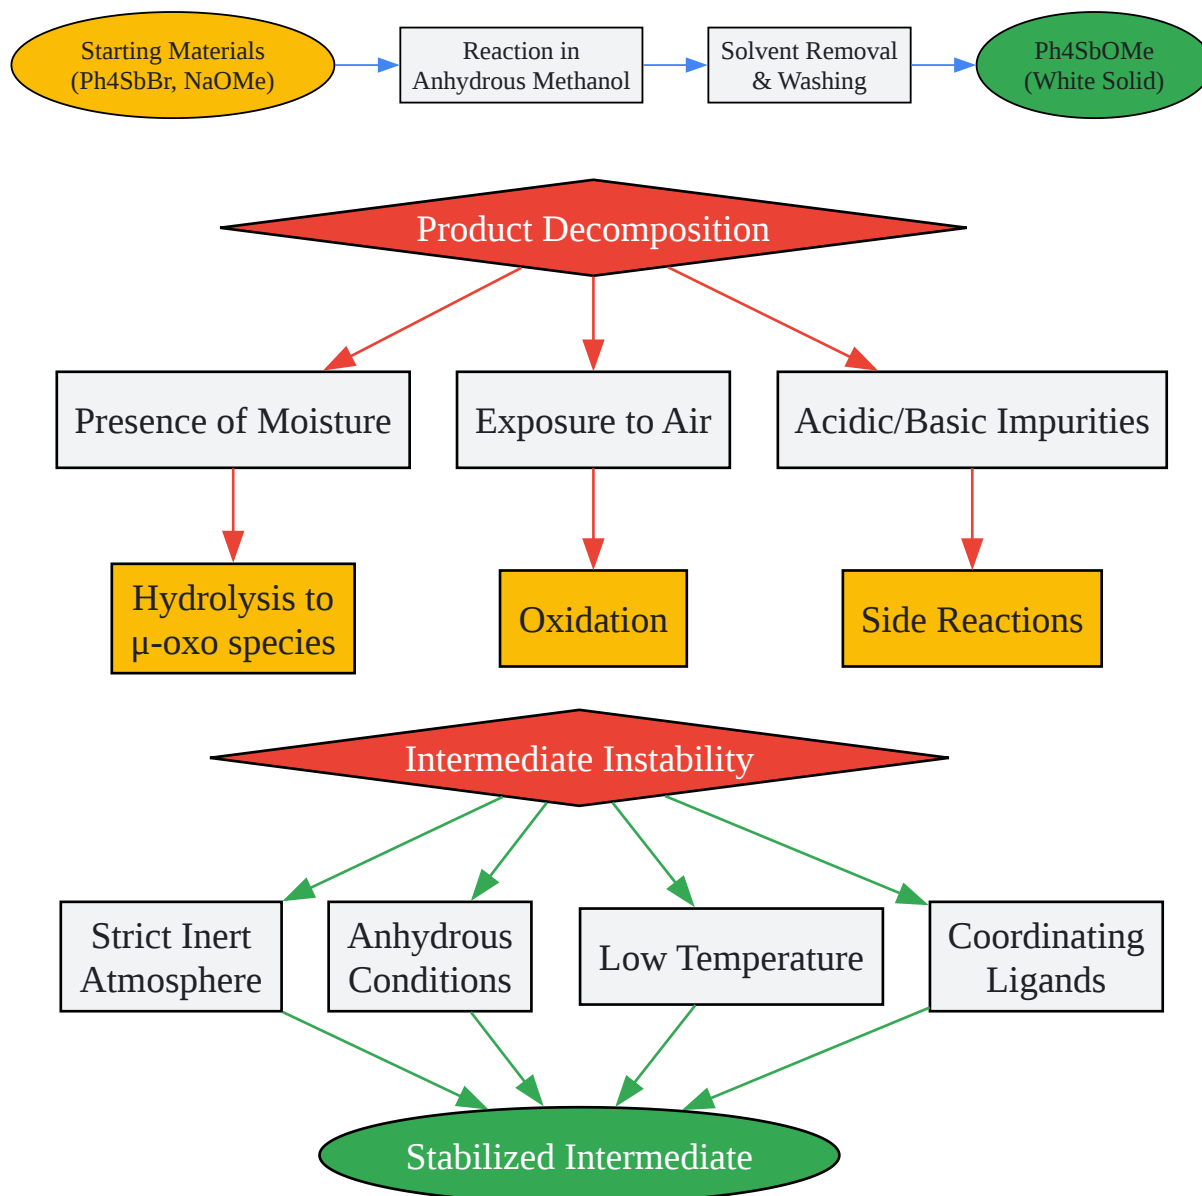 Starting Materials
(Ph4SbBr, NaOMe)
Reaction in
Anhydrous Methanol
Solvent Removal
& Washing
Ph4SbOMe
(White Solid)
Product Decomposition
Presence of Moisture
Exposure to Air
Acidic/Basic Impurities
Hydrolysis to
μ-oxo species
Oxidation
Side Reactions
Intermediate Instability
Strict Inert
Atmosphere
Anhydrous
Conditions
Low Temperature
Coordinating
Ligands
Stabilized Intermediate